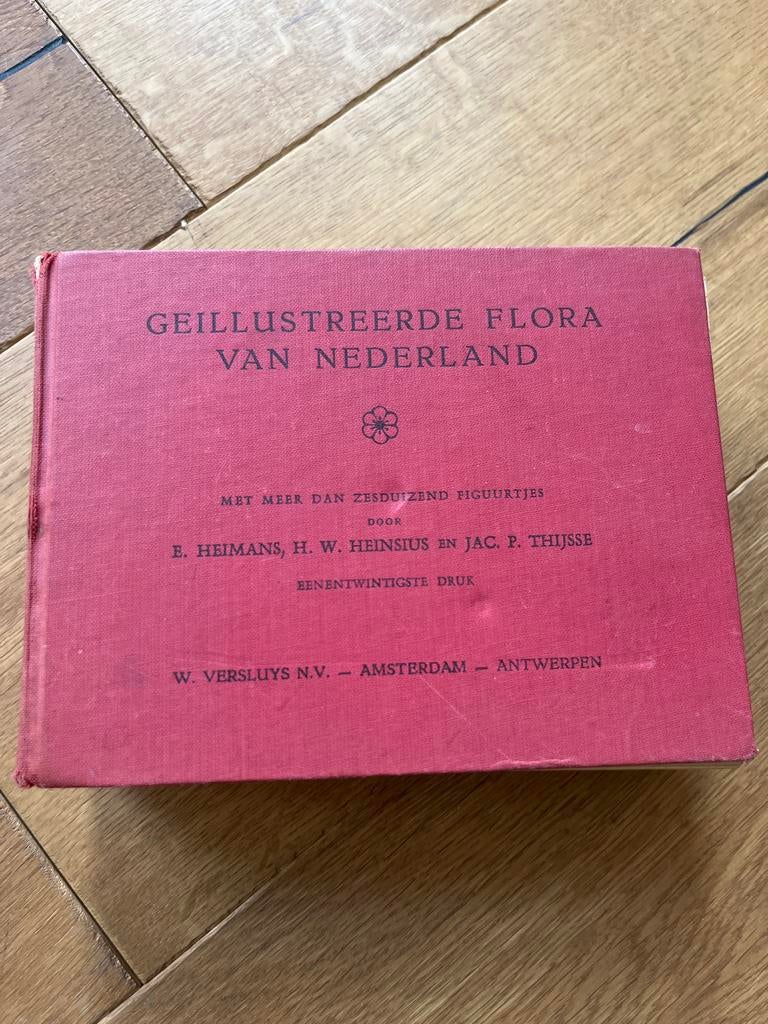 GEILLUSTREERDE FLORA
VAN NEDERLAND
MET MEER DAN ZESDUIZEND FIGUURTJES
DOOR
E. HEIMANS, H. W. HEINSIUS EN JAC. P. THIJSSE
EENENTWINTIGSTE DRUK
W. VERSLUYS N.V. — AMSTERDAM — ANTWERPEN